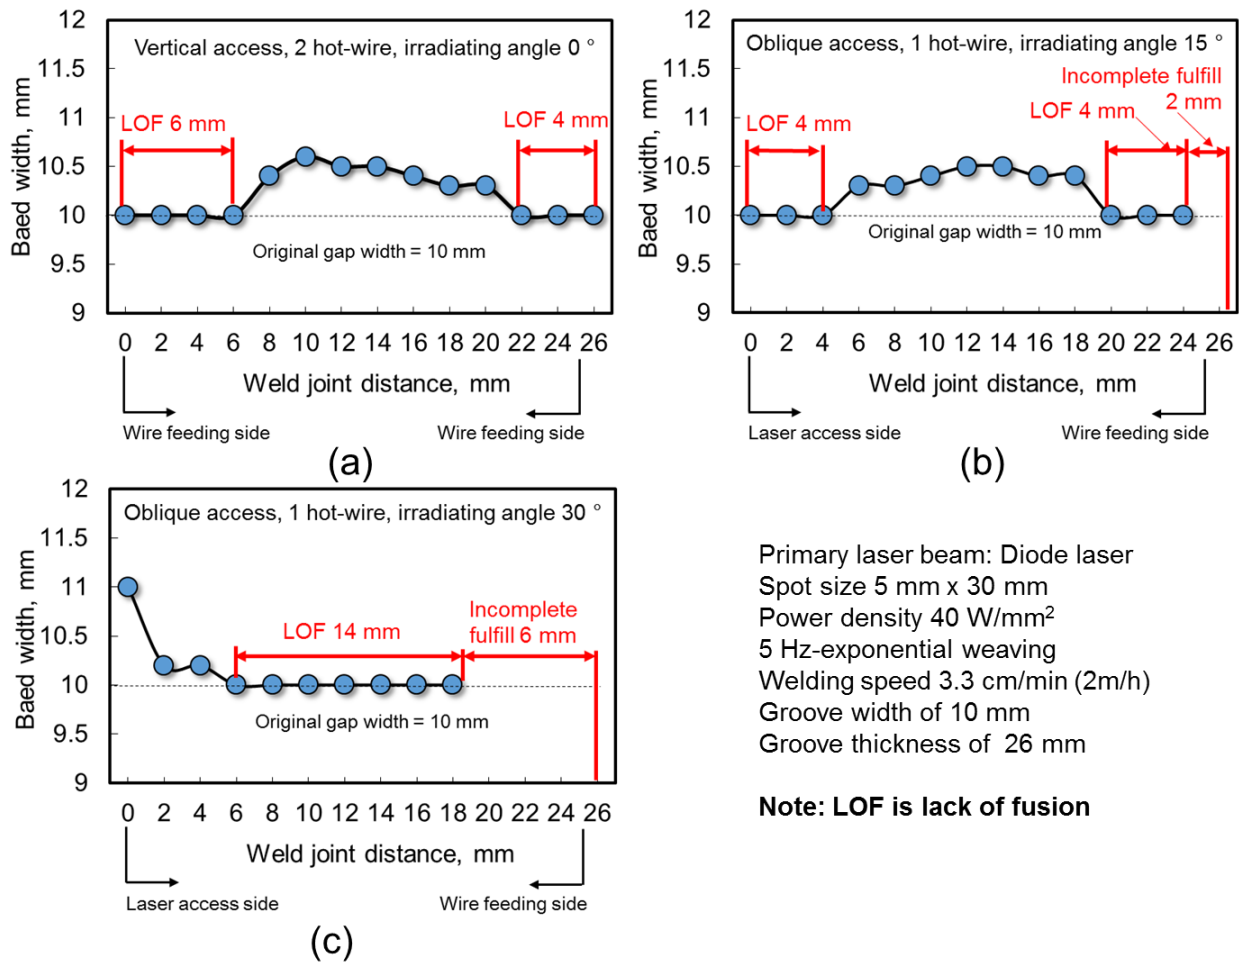 Vertical access, 2 hot-wire, irradiating angle 0 °
Baed width, mm
12
11.5
11
10.5
10
9.5
9
LOF 6 mm
LOF 4 mm
Original gap width = 10 mm
0 2 4 6 8 10 12 14 16 18 20 22 24 26
Weld joint distance, mm
Wire feeding side
Wire feeding side
(a)
Oblique access, 1 hot-wire, irradiating angle 15 °
Baed width, mm
12
11.5
11
10.5
10
9.5
9
Incomplete fulfill
2 mm
LOF 4 mm
LOF 4 mm
Original gap width = 10 mm
0 2 4 6 8 10 12 14 16 18 20 22 24 26
Weld joint distance, mm
Laser access side
Wire feeding side
(b)
Oblique access, 1 hot-wire, irradiating angle 30 °
Baed width, mm
12
11.5
11
10.5
10
9.5
9
LOF 14 mm
Incomplete
fulfill 6 mm
Original gap width = 10 mm
0 2 4 6 8 10 12 14 16 18 20 22 24 26
Weld joint distance, mm
Laser access side
Wire feeding side
(c)
Primary laser beam: Diode laser
Spot size 5 mm x 30 mm
Power density 40 W/mm²
5 Hz-exponential weaving
Welding speed 3.3 cm/min (2m/h)
Groove width of 10 mm
Groove thickness of 26 mm
Note: LOF is lack of fusion